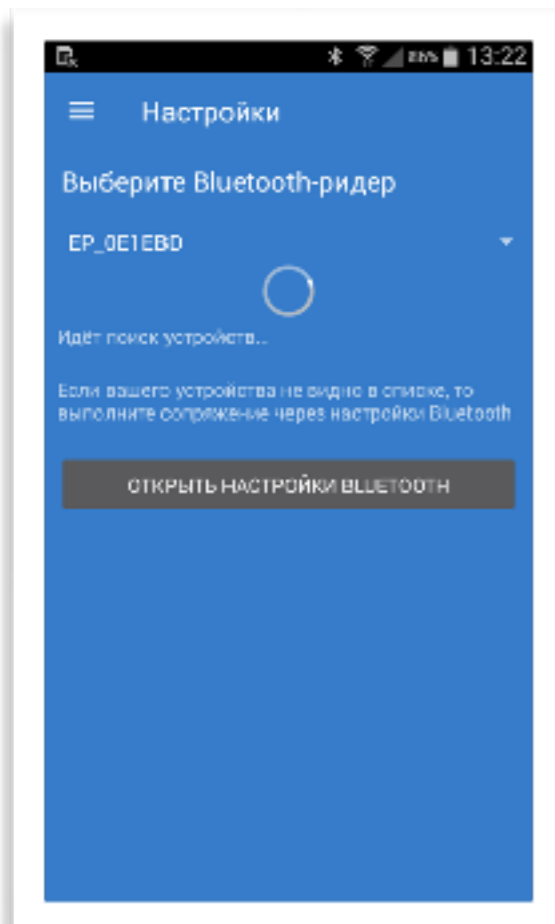 13:22
Настройки
Выберите Bluetooth-ридер
EP_0E1EBD
Идёт поиск устройств...
Если вашего устройства не видно в списке, то
выполните сопряжение через настройки Bluetooth
ОТКРЫТЬ НАСТРОЙКИ BLUETOOTH